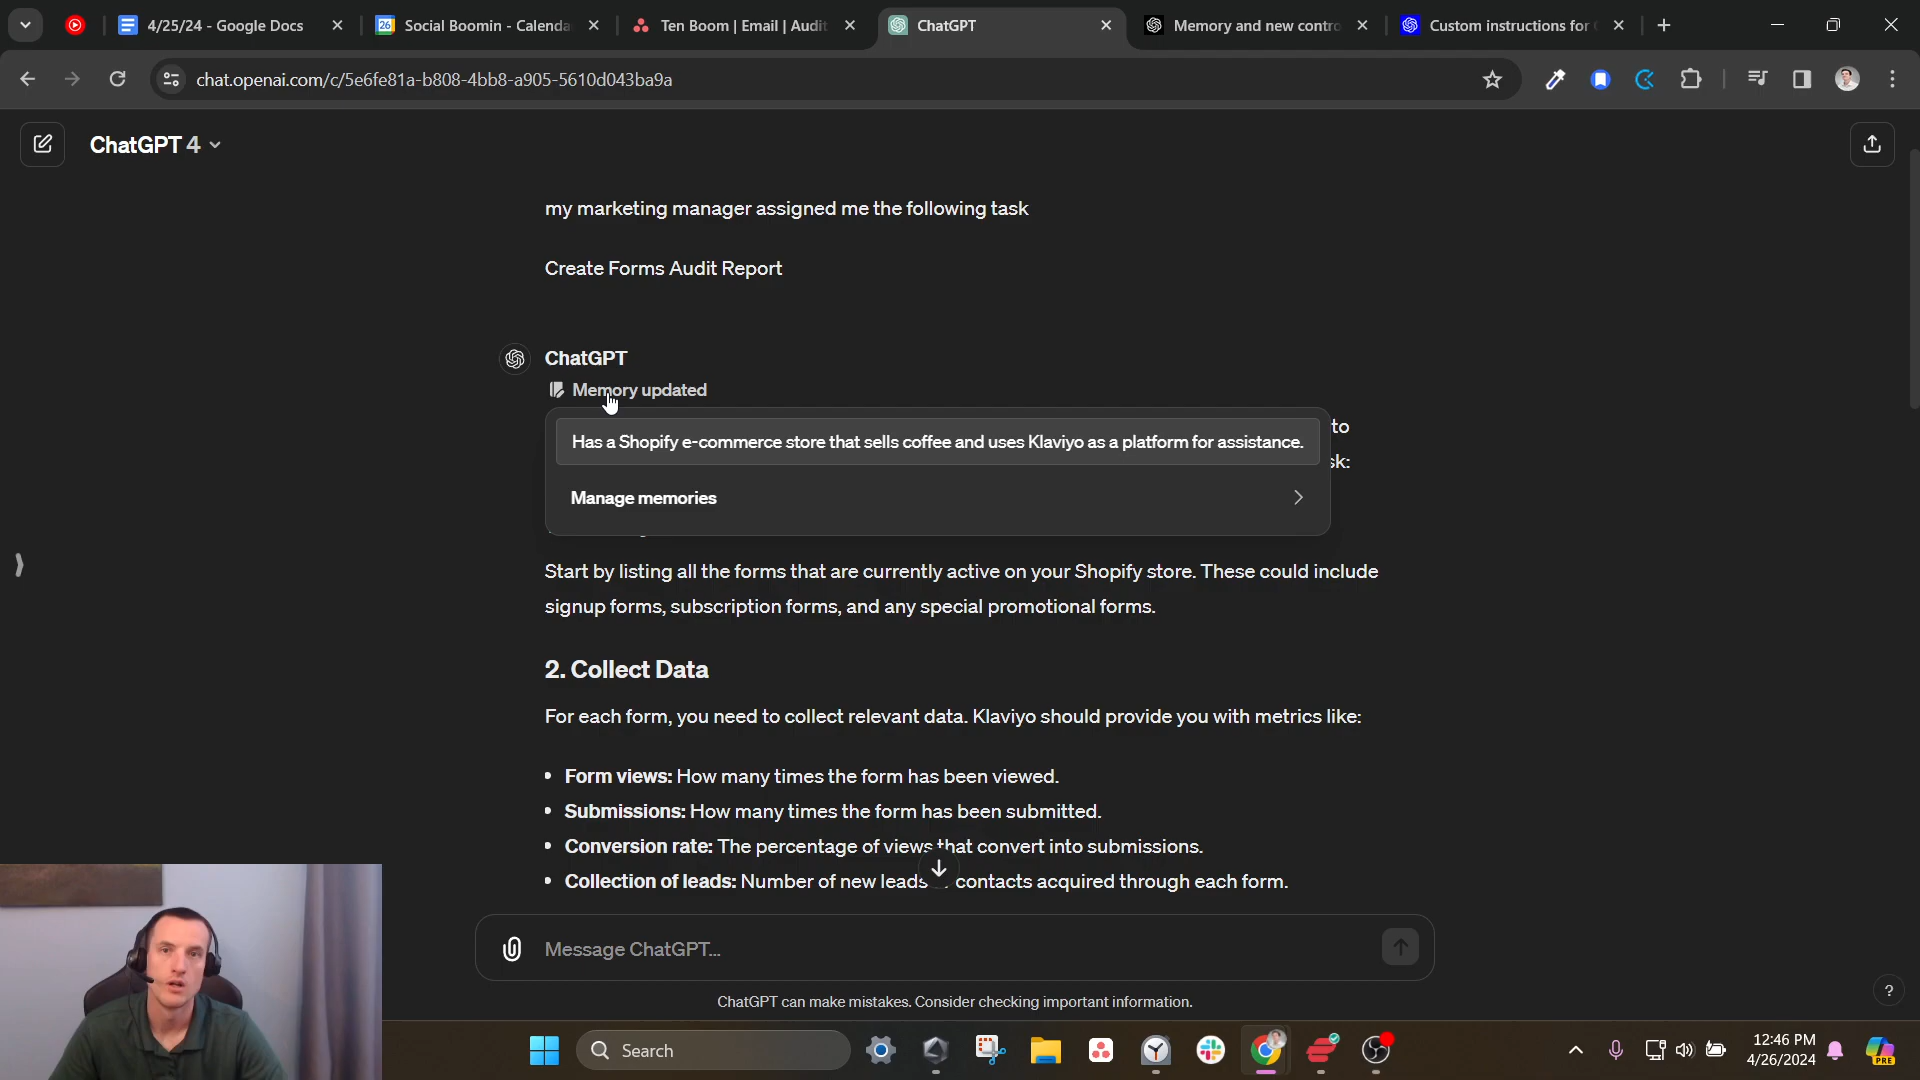 4/25/24 - Google Docs
26
Social Boomin - Calenda
Ten Boom | Email | Audit
ChatGPT
Memory and new contro
Custom instructions for
chat.openai.com/c/5e6fe81a-b808-4bb8-a905-5610d043ba9a
ChatGPT 4
my marketing manager assigned me the following task
Create Forms Audit Report
ChatGPT
Memory updated
to
Has a Shopify e-commerce store that sells coffee and uses Klaviyo as a platform for assistance.
sk:
Manage memories
Start by listing all the forms that are currently active on your Shopify store. These could include
signup forms, subscription forms, and any special promotional forms.
2. Collect Data
For each form, you need to collect relevant data. Klaviyo should provide you with metrics like:
• Form views: How many times the form has been viewed.
• Submissions: How many times the form has been submitted.
• Conversion rate: The percentage of views that convert into submissions.
• Collection of leads: Number of new leads contacts acquired through each form.
Message ChatGPT...
ChatGPT can make mistakes. Consider checking important information.
?
Search
12:46 PM
4/26/2024
PRE